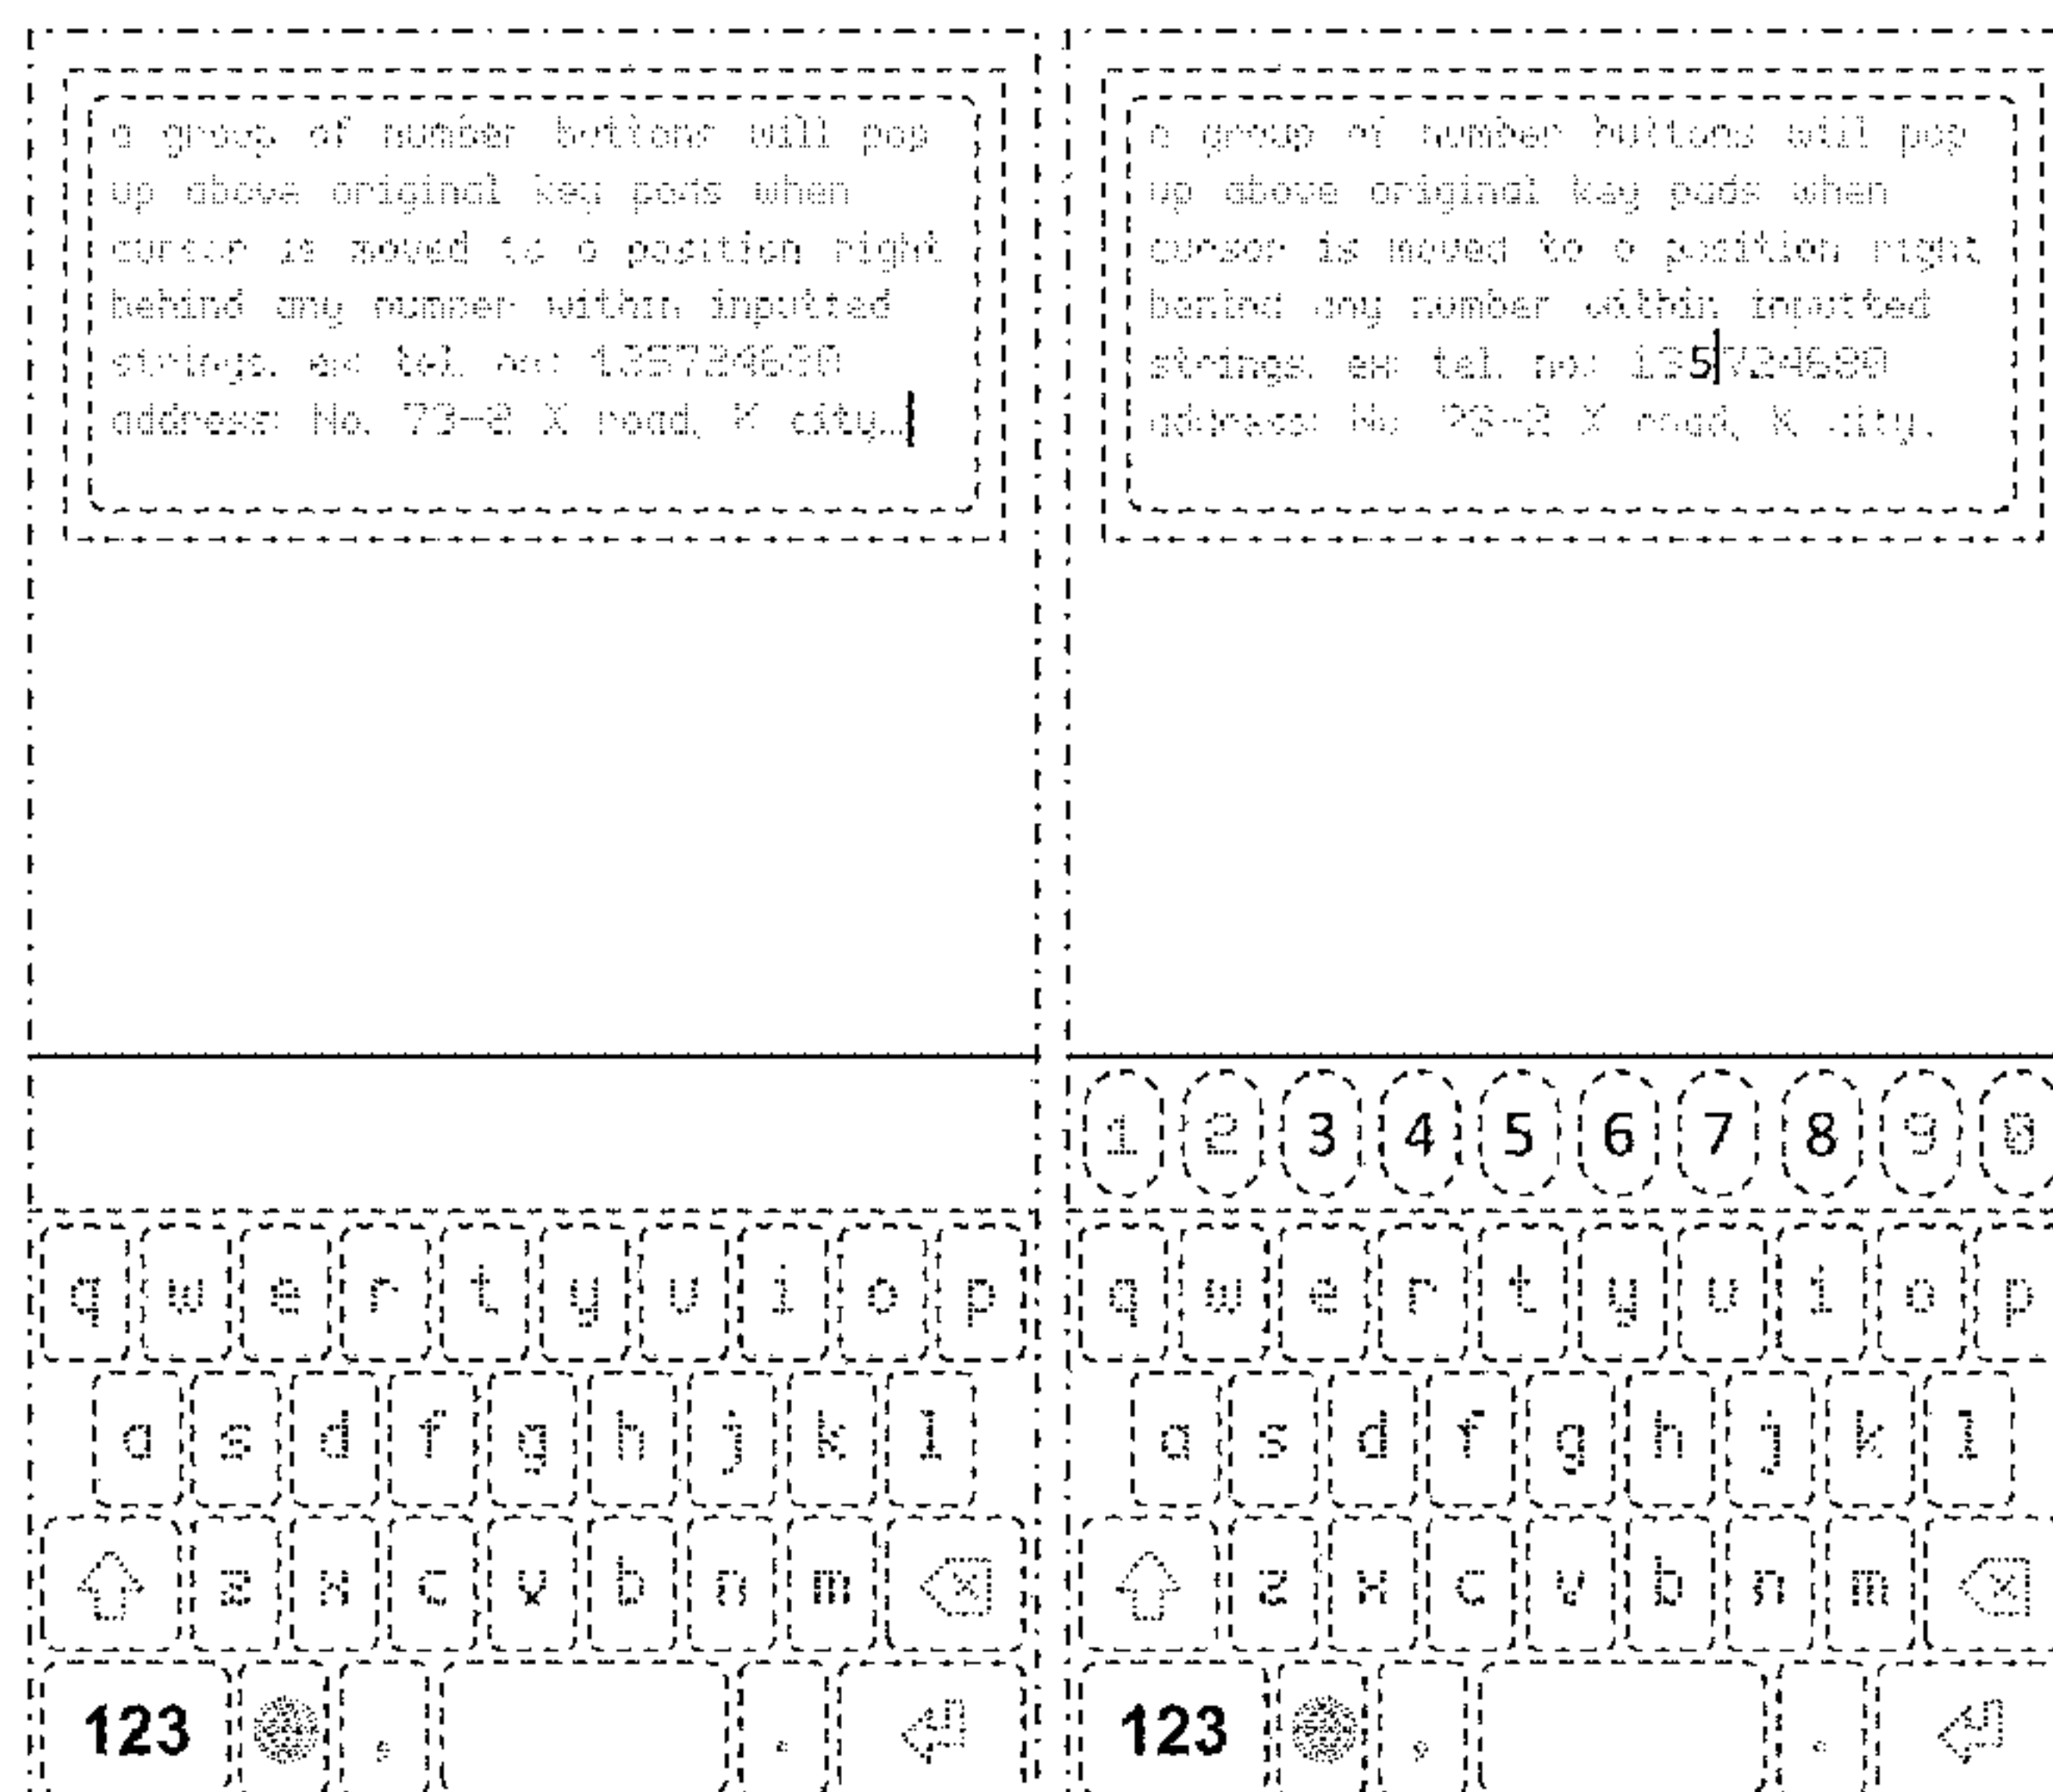 a group of number buttons will pop
up above original key pads when
cursor is moved to a position right
behind any number within inputted
strings. ex: tel. no: 135724680
address: No. 73-2 X road, K city..
q w e r t y u i o p
a s d f g h j k l
z x c v b n m
123 , .
a group of number buttons will pop
up above original key pads when
cursor is moved to a position right
behind any number within inputted
strings. ex: tel. no: 135724680
address: No. 73-2 X road, K city.
1 2 3 4 5 6 7 8 9 0
q w e r t y u i o p
a s d f g h j k l
z x c v b n m
123 , .